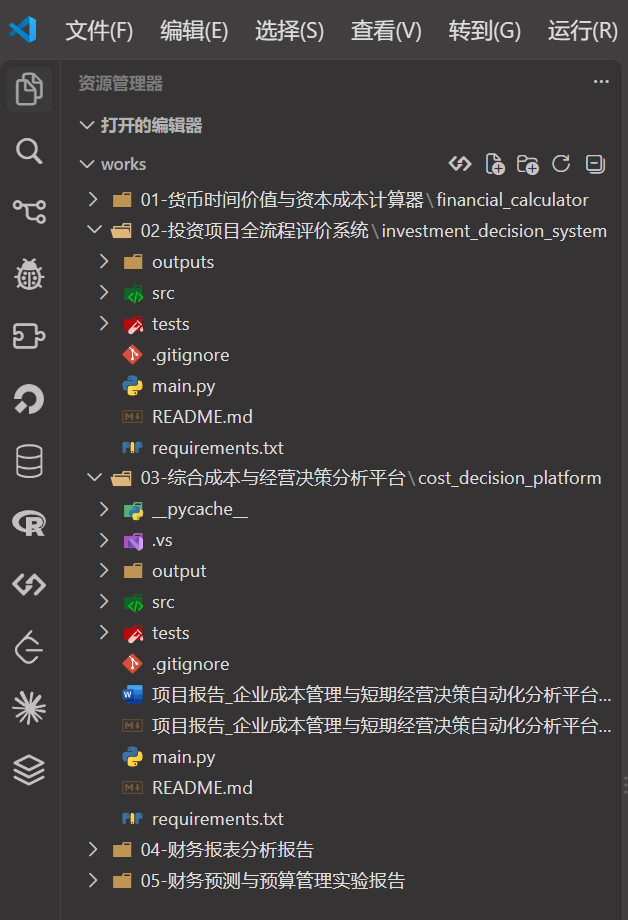 文件(F) 编辑(E) 选择(S) 查看(V) 转到(G) 运行(R)
资源管理器
打开的编辑器
works
01-货币时间价值与资本成本计算器\financial_calculator
02-投资项目全流程评价系统\investment_decision_system
outputs
src
tests
.gitignore
main.py
README.md
requirements.txt
03-综合成本与经营决策分析平台\cost_decision_platform
__pycache__
.vs
output
src
tests
.gitignore
项目报告_企业成本管理与短期经营决策自动化分析平台...
项目报告_企业成本管理与短期经营决策自动化分析平台...
main.py
README.md
requirements.txt
04-财务报表分析报告
05-财务预测与预算管理实验报告